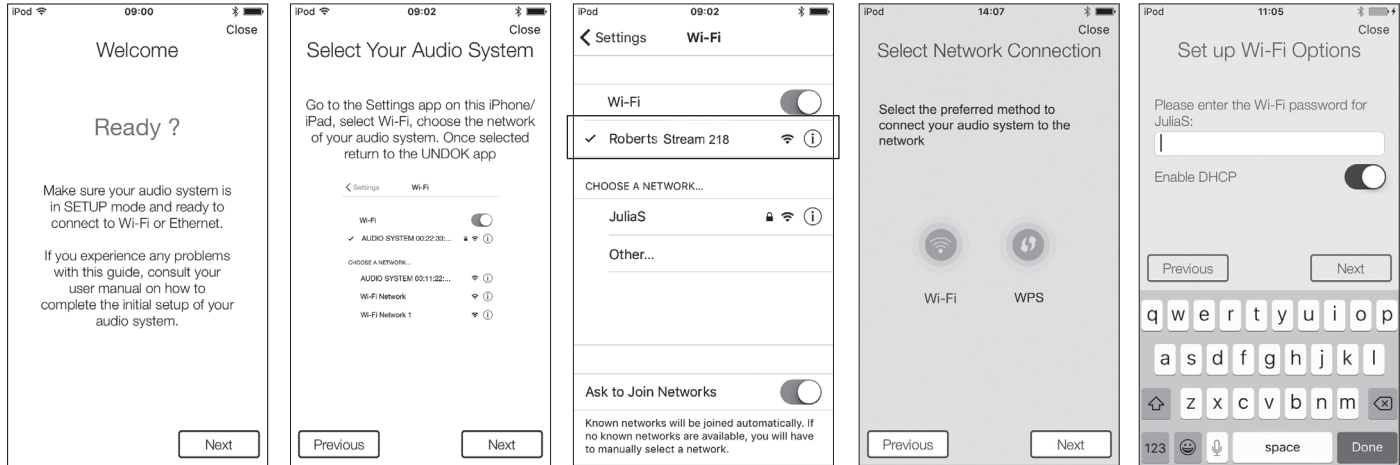 iPod 09:00
Close
Welcome
Ready ?
Make sure your audio system is
in SETUP mode and ready to
connect to Wi-Fi or Ethernet.
If you experience any problems
with this guide, consult your
user manual on how to
complete the initial setup of your
audio system.
Next
iPod 09:02
Close
Select Your Audio System
Go to the Settings app on this iPhone/
iPad, select Wi-Fi, choose the network
of your audio system. Once selected
return to the UNDOK app
Settings Wi-Fi
Wi-Fi
AUDIO SYSTEM 00:22:33:...
CHOOSE A NETWORK...
AUDIO SYSTEM 00:11:22:...
Wi-Fi Network
Wi-Fi Network 1
Previous Next
iPod 09:02
Settings Wi-Fi
Wi-Fi
Roberts Stream 218
CHOOSE A NETWORK...
JuliaS
Other...
Ask to Join Networks
Known networks will be joined automatically. If
no known networks are available, you will have
to manually select a network.
iPod 14:07
Close
Select Network Connection
Select the preferred method to
connect your audio system to the
network
Wi-Fi WPS
Previous Next
iPod 11:05
Close
Set up Wi-Fi Options
Please enter the Wi-Fi password for
JuliaS:
Enable DHCP
Previous Next
q w e r t y u i o p
a s d f g h j k l
z x c v b n m
123 space Done